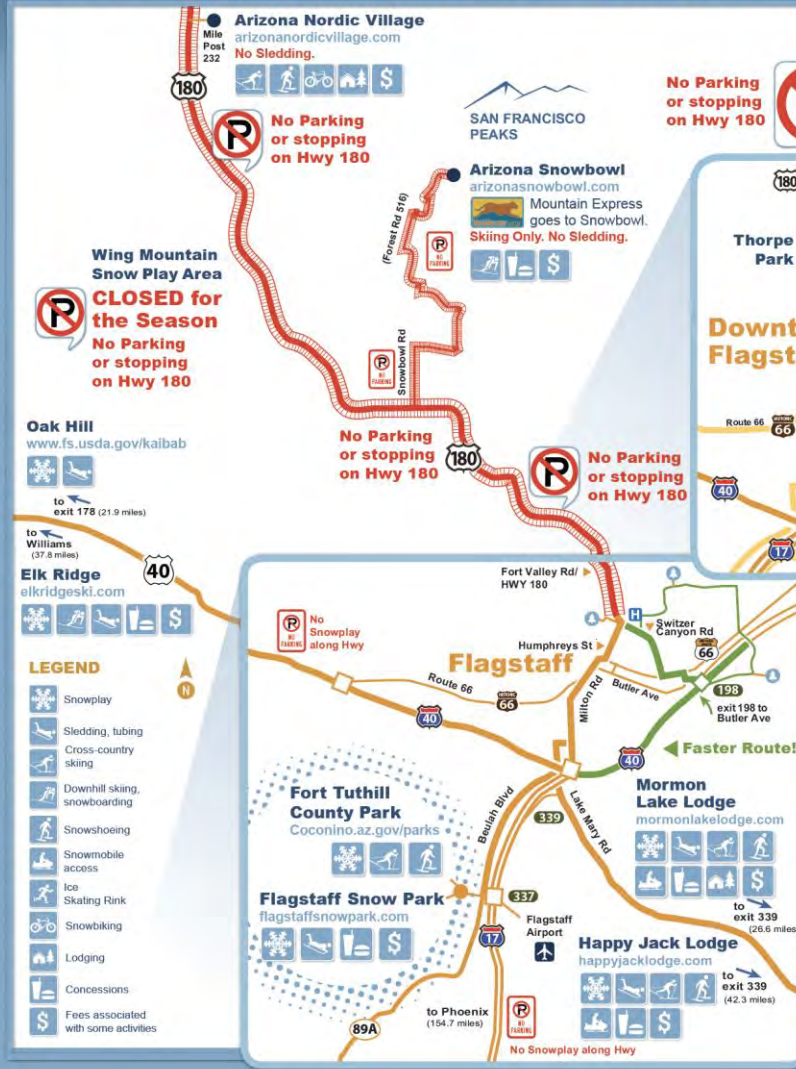 Arizona Nordic Village
arizonanordicvillage.com
No Sledding.
Mile
Post
232
$
180
P
No Parking
or stopping
on Hwy 180
SAN FRANCISCO
PEAKS
No Parking
or stopping
on Hwy 180
Arizona Snowbowl
arizonasnowbowl.com
Mountain Express
goes to Snowbowl.
Skiing Only. No Sledding.
$
(Forest Rd 516)
P
NO
PARKING
180
Thorpe
Park
Downt
Flagst
Route 66
66
40
17
Wing Mountain
Snow Play Area
P
CLOSED for
the Season
No Parking
or stopping
on Hwy 180
P
NO
PARKING
Snowbowl Rd
Oak Hill
www.fs.usda.gov/kaibab
No Parking
or stopping
on Hwy 180
180
P
No Parking
or stopping
on Hwy 180
to
exit 178 (21.9 miles)
to
Williams
(37.8 miles)
40
Elk Ridge
elkridgeski.com
$
Fort Valley Rd/
HWY 180
P
NO
PARKING
No
Snowplay
along Hwy
H
Switzer
Canyon Rd
66
Humphreys St
Flagstaff
Route 66
66
Milton Rd
Butler Ave
198
exit 198 to
Butler Ave
40
40
Faster Route!
LEGEND
N
Snowplay
Sledding, tubing
Cross-country
skiing
Downhill skiing,
snowboarding
Snowshoeing
Snowmobile
access
Ice
Skating Rink
Snowbiking
Lodging
Concessions
$
Fees associated
with some activities
Fort Tuthill
County Park
Coconino.az.gov/parks
Beulah Blvd
339
Lake Mary Rd
Mormon
Lake Lodge
mormonlakelodge.com
$
to
exit 339
(26.6 miles
Flagstaff Snow Park
flagstaffsnowpark.com
$
337
Flagstaff
Airport
17
Happy Jack Lodge
happyjacklodge.com
$
to
exit 339
(42.3 miles)
89A
to Phoenix
(154.7 miles)
P
NO
PARKING
No Snowplay along Hwy